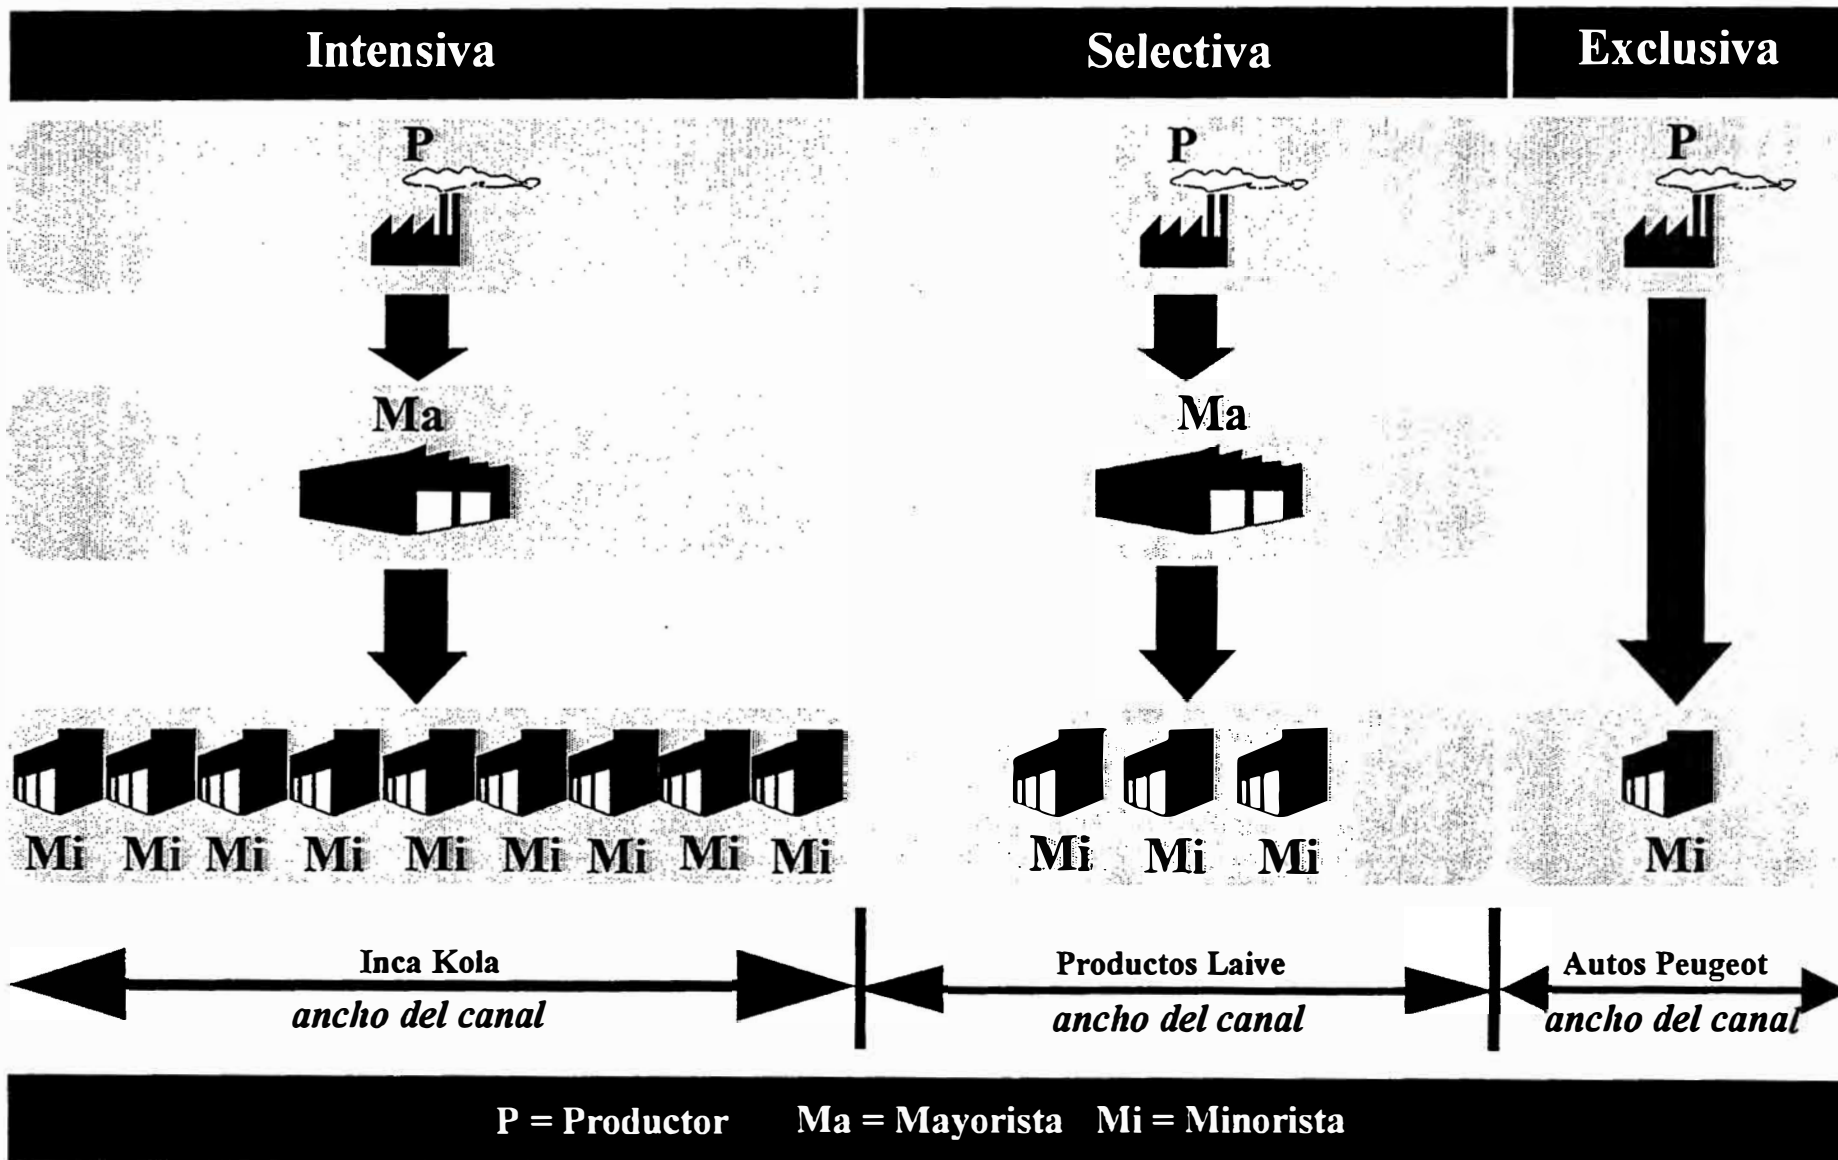 Intensiva Selectiva Exclusiva
P P P
Ma Ma
Mi Mi Mi Mi Mi Mi Mi Mi Mi Mi Mi Mi Mi
Inca Kola Productos Laive Autos Peugeot
ancho del canal ancho del canal ancho del canal
P = Productor Ma = Mayorista Mi = Minorista